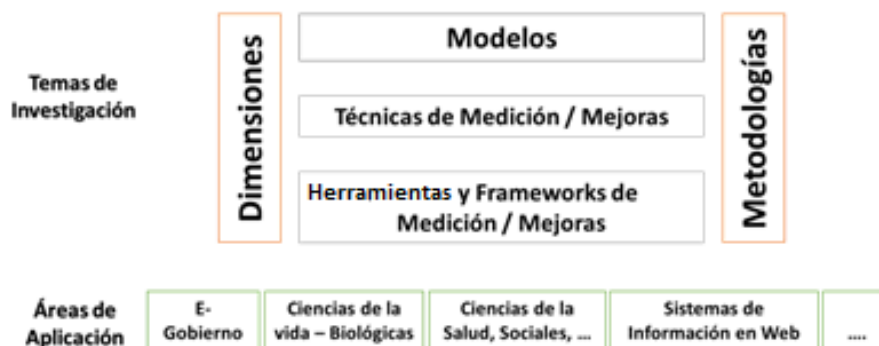 Temas de
Investigación
Dimensiones
Modelos
Técnicas de Medición / Mejoras
Herramientas y Frameworks de
Medición / Mejoras
Metodologías
Áreas de
Aplicación
E-
Gobierno
Ciencias de la
vida – Biológicas
Ciencias de la
Salud, Sociales, ...
Sistemas de
Información en Web
....